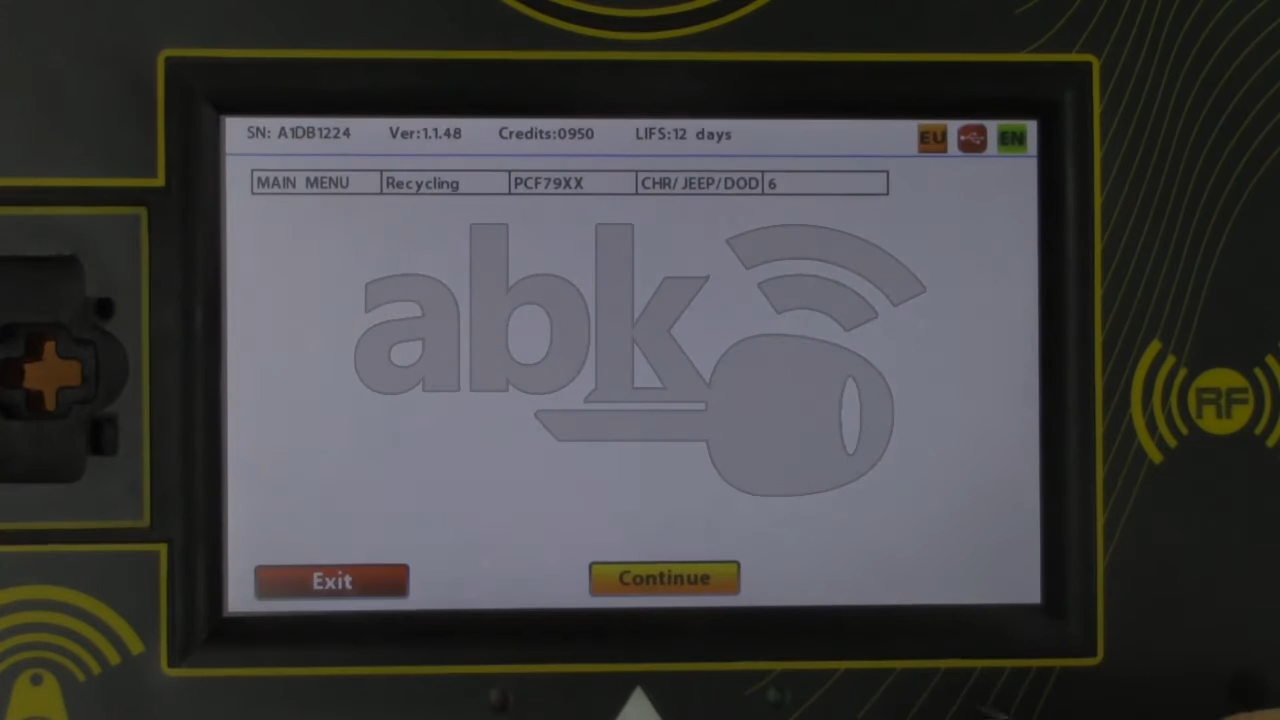 SN: A1DB1224 Ver:1.1.48 Credits:0950 LIFS:12 days EU EN
MAIN MENU Recycling PCF79XX CHR/JEEP/DOD 6
abk
RF
Exit Continue